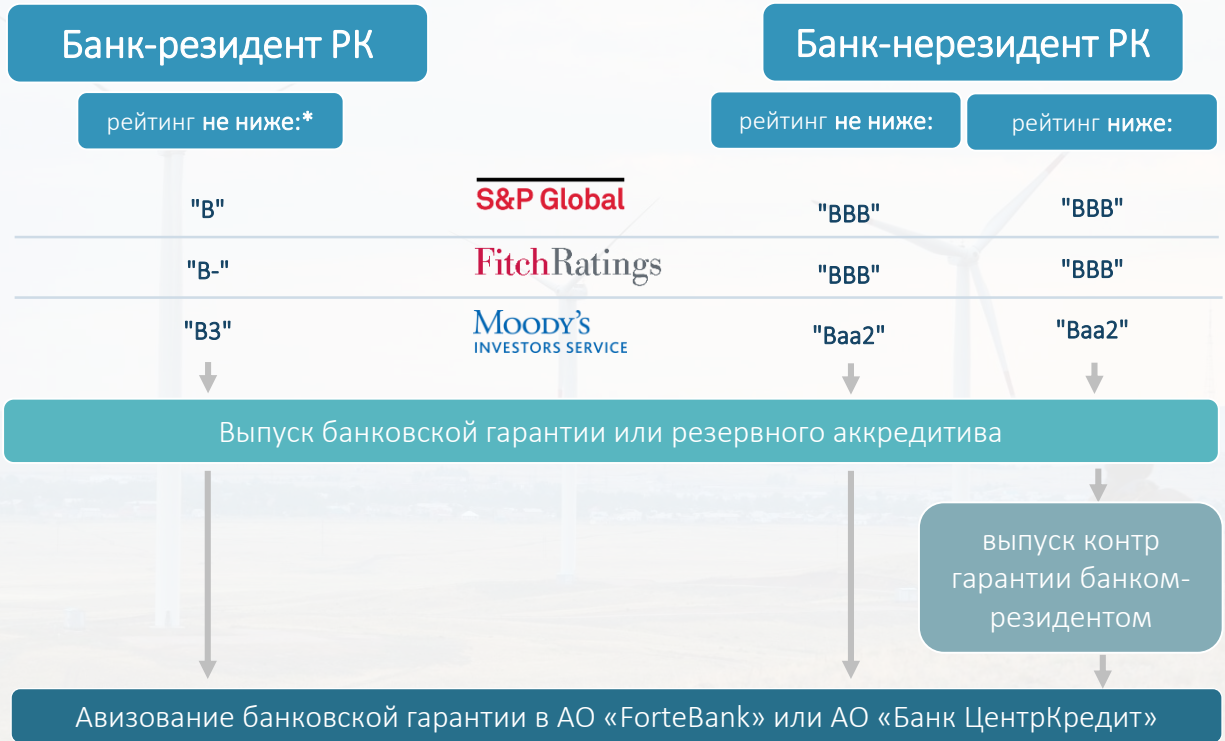 Банк-резидент РК
Банк-нерезидент РК
рейтинг не ниже:*
рейтинг не ниже:
рейтинг ниже:
"B"
S&P Global
"BBB"
"BBB"
"B-"
FitchRatings
"BBB"
"BBB"
"B3"
MOODY'S
INVESTORS SERVICE
"Baa2"
"Baa2"
Выпуск банковской гарантии или резервного аккредитива
выпуск контр
гарантии банком-
резидентом
Авизование банковской гарантии в АО «ForteBank» или АО «Банк ЦентрКредит»